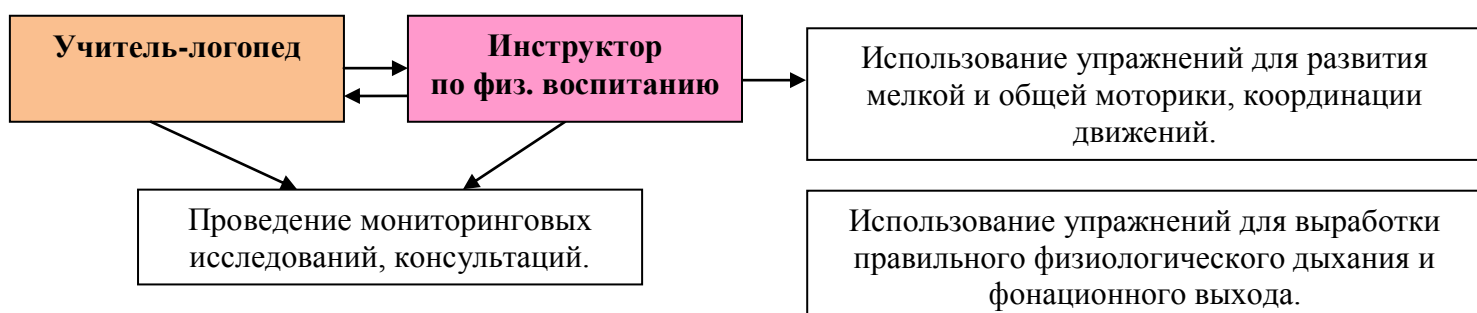 Учитель-логопед
Инструктор
по физ. воспитанию
Использование упражнений для развития
мелкой и общей моторики, координации
движений.
Проведение мониторинговых
исследований, консультаций.
Использование упражнений для выработки
правильного физиологического дыхания и
фонационного выхода.